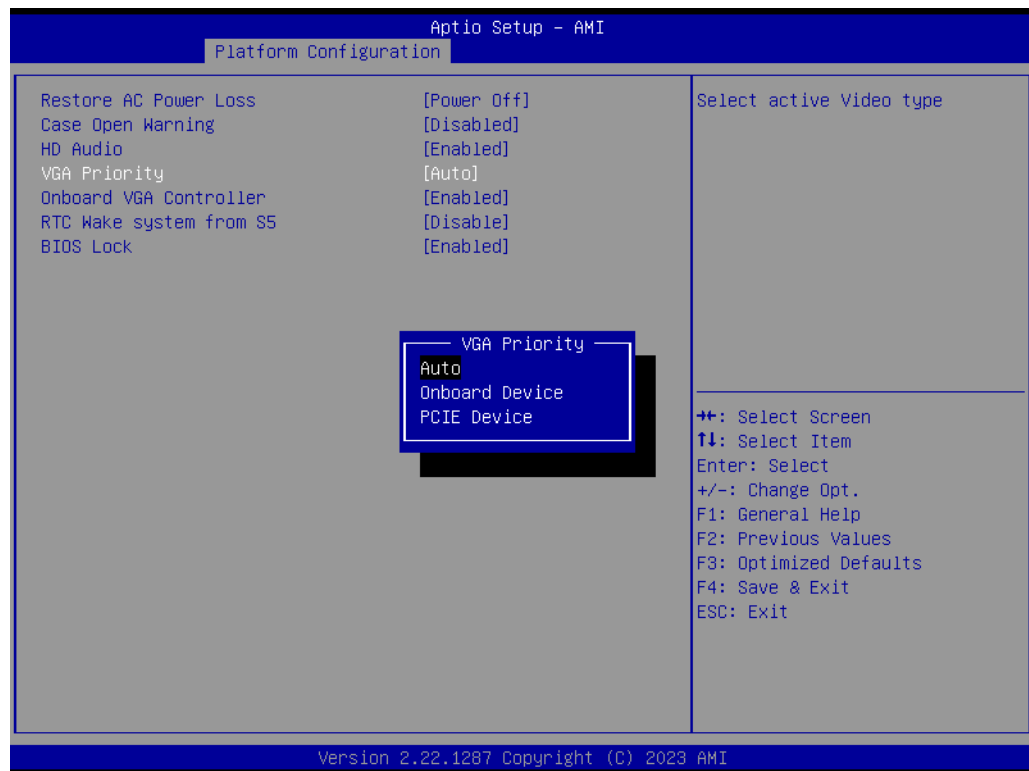 Aptio Setup – AMI
Platform Configuration
Restore AC Power Loss [Power Off]
Case Open Warning [Disabled]
HD Audio [Enabled]
VGA Priority [Auto]
Onboard VGA Controller [Enabled]
RTC Wake system from S5 [Disable]
BIOS Lock [Enabled]
Select active Video type
VGA Priority
Auto
Onboard Device
PCIE Device
→←: Select Screen
↑↓: Select Item
Enter: Select
+/-: Change Opt.
F1: General Help
F2: Previous Values
F3: Optimized Defaults
F4: Save & Exit
ESC: Exit
Version 2.22.1287 Copyright (C) 2023 AMI